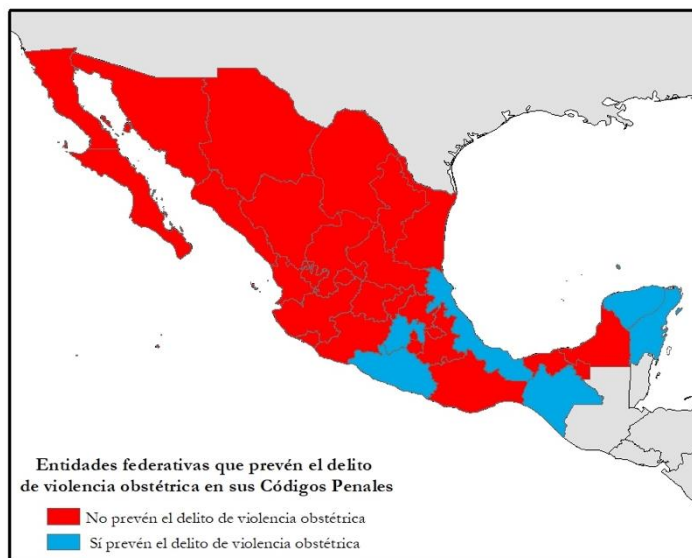 Entidades federativas que prevén el delito
de violencia obstétrica en sus Códigos Penales
No prevén el delito de violencia obstétrica
Sí prevén el delito de violencia obstétrica